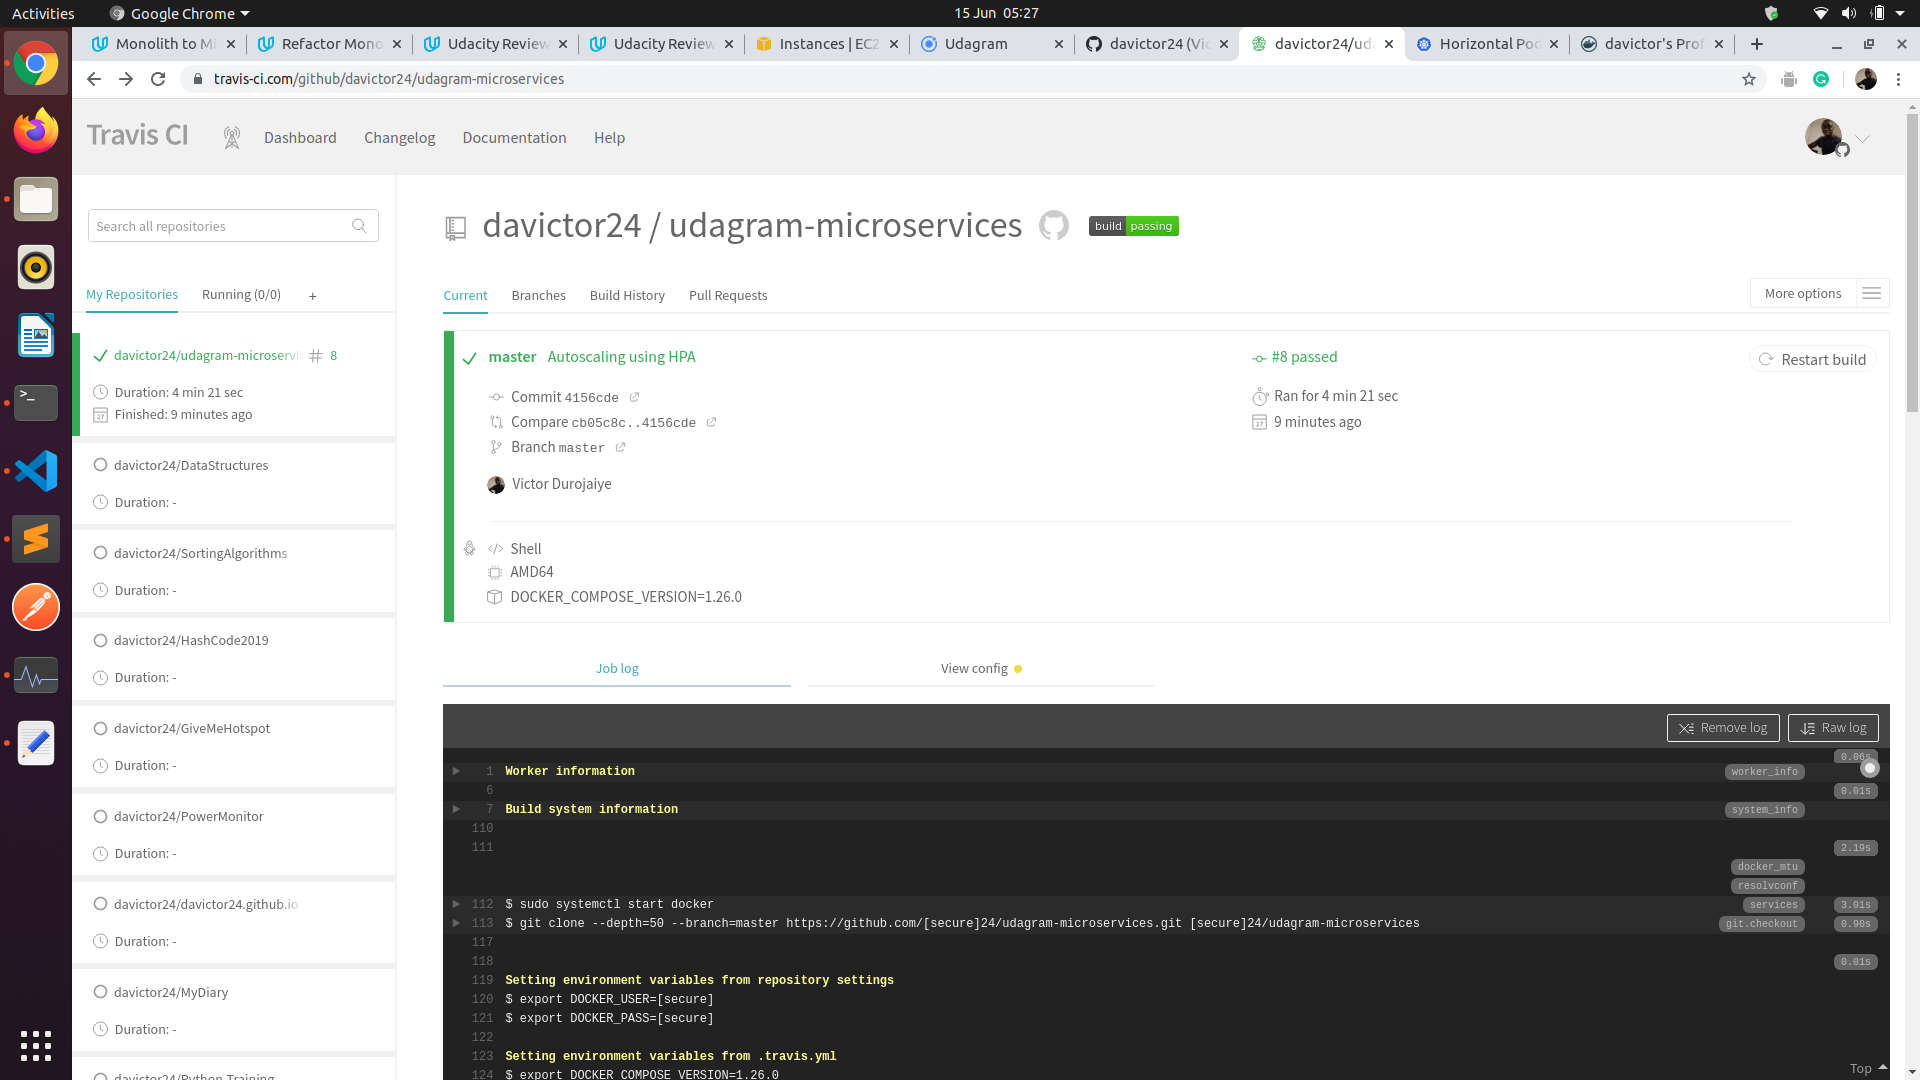 Activities
Google Chrome
15 Jun 05:27
Monolith to Mi
Refactor Mono
Udacity Review
Udacity Review
Instances | EC2
Udagram
davictor24 (Vic
davictor24/uda
Horizontal Pod
davictor's Prof
travis-ci.com/github/davictor24/udagram-microservices
Travis CI
Dashboard
Changelog
Documentation
Help
Search all repositories
My Repositories
Running (0/0)
+
davictor24/udagram-microservic
# 8
Duration: 4 min 21 sec
Finished: 9 minutes ago
davictor24/DataStructures
Duration: -
davictor24/SortingAlgorithms
Duration: -
davictor24/HashCode2019
Duration: -
davictor24/GiveMeHotspot
Duration: -
davictor24/PowerMonitor
Duration: -
davictor24/davictor24.github.io
Duration: -
davictor24/MyDiary
Duration: -
davictor24/Python-Training
davictor24 / udagram-microservices
build passing
Current
Branches
Build History
Pull Requests
More options
master Autoscaling using HPA
Commit 4156cde
Compare cb05c8c..4156cde
Branch master
Victor Durojaiye
#8 passed
Ran for 4 min 21 sec
9 minutes ago
Restart build
Shell
AMD64
DOCKER_COMPOSE_VERSION=1.26.0
Job log
View config
Remove log
Raw log
0.06s
1 Worker information worker_info
6 0.01s
7 Build system information system_info
110
111 2.19s
docker_mtu
resolvconf
112 $ sudo systemctl start docker services 3.01s
113 $ git clone --depth=50 --branch=master https://github.com/[secure]24/udagram-microservices.git [secure]24/udagram-microservices git.checkout 0.90s
117
118 0.01s
119 Setting environment variables from repository settings
120 $ export DOCKER_USER=[secure]
121 $ export DOCKER_PASS=[secure]
122
123 Setting environment variables from .travis.yml
124 $ export DOCKER_COMPOSE_VERSION=1.26.0
Top